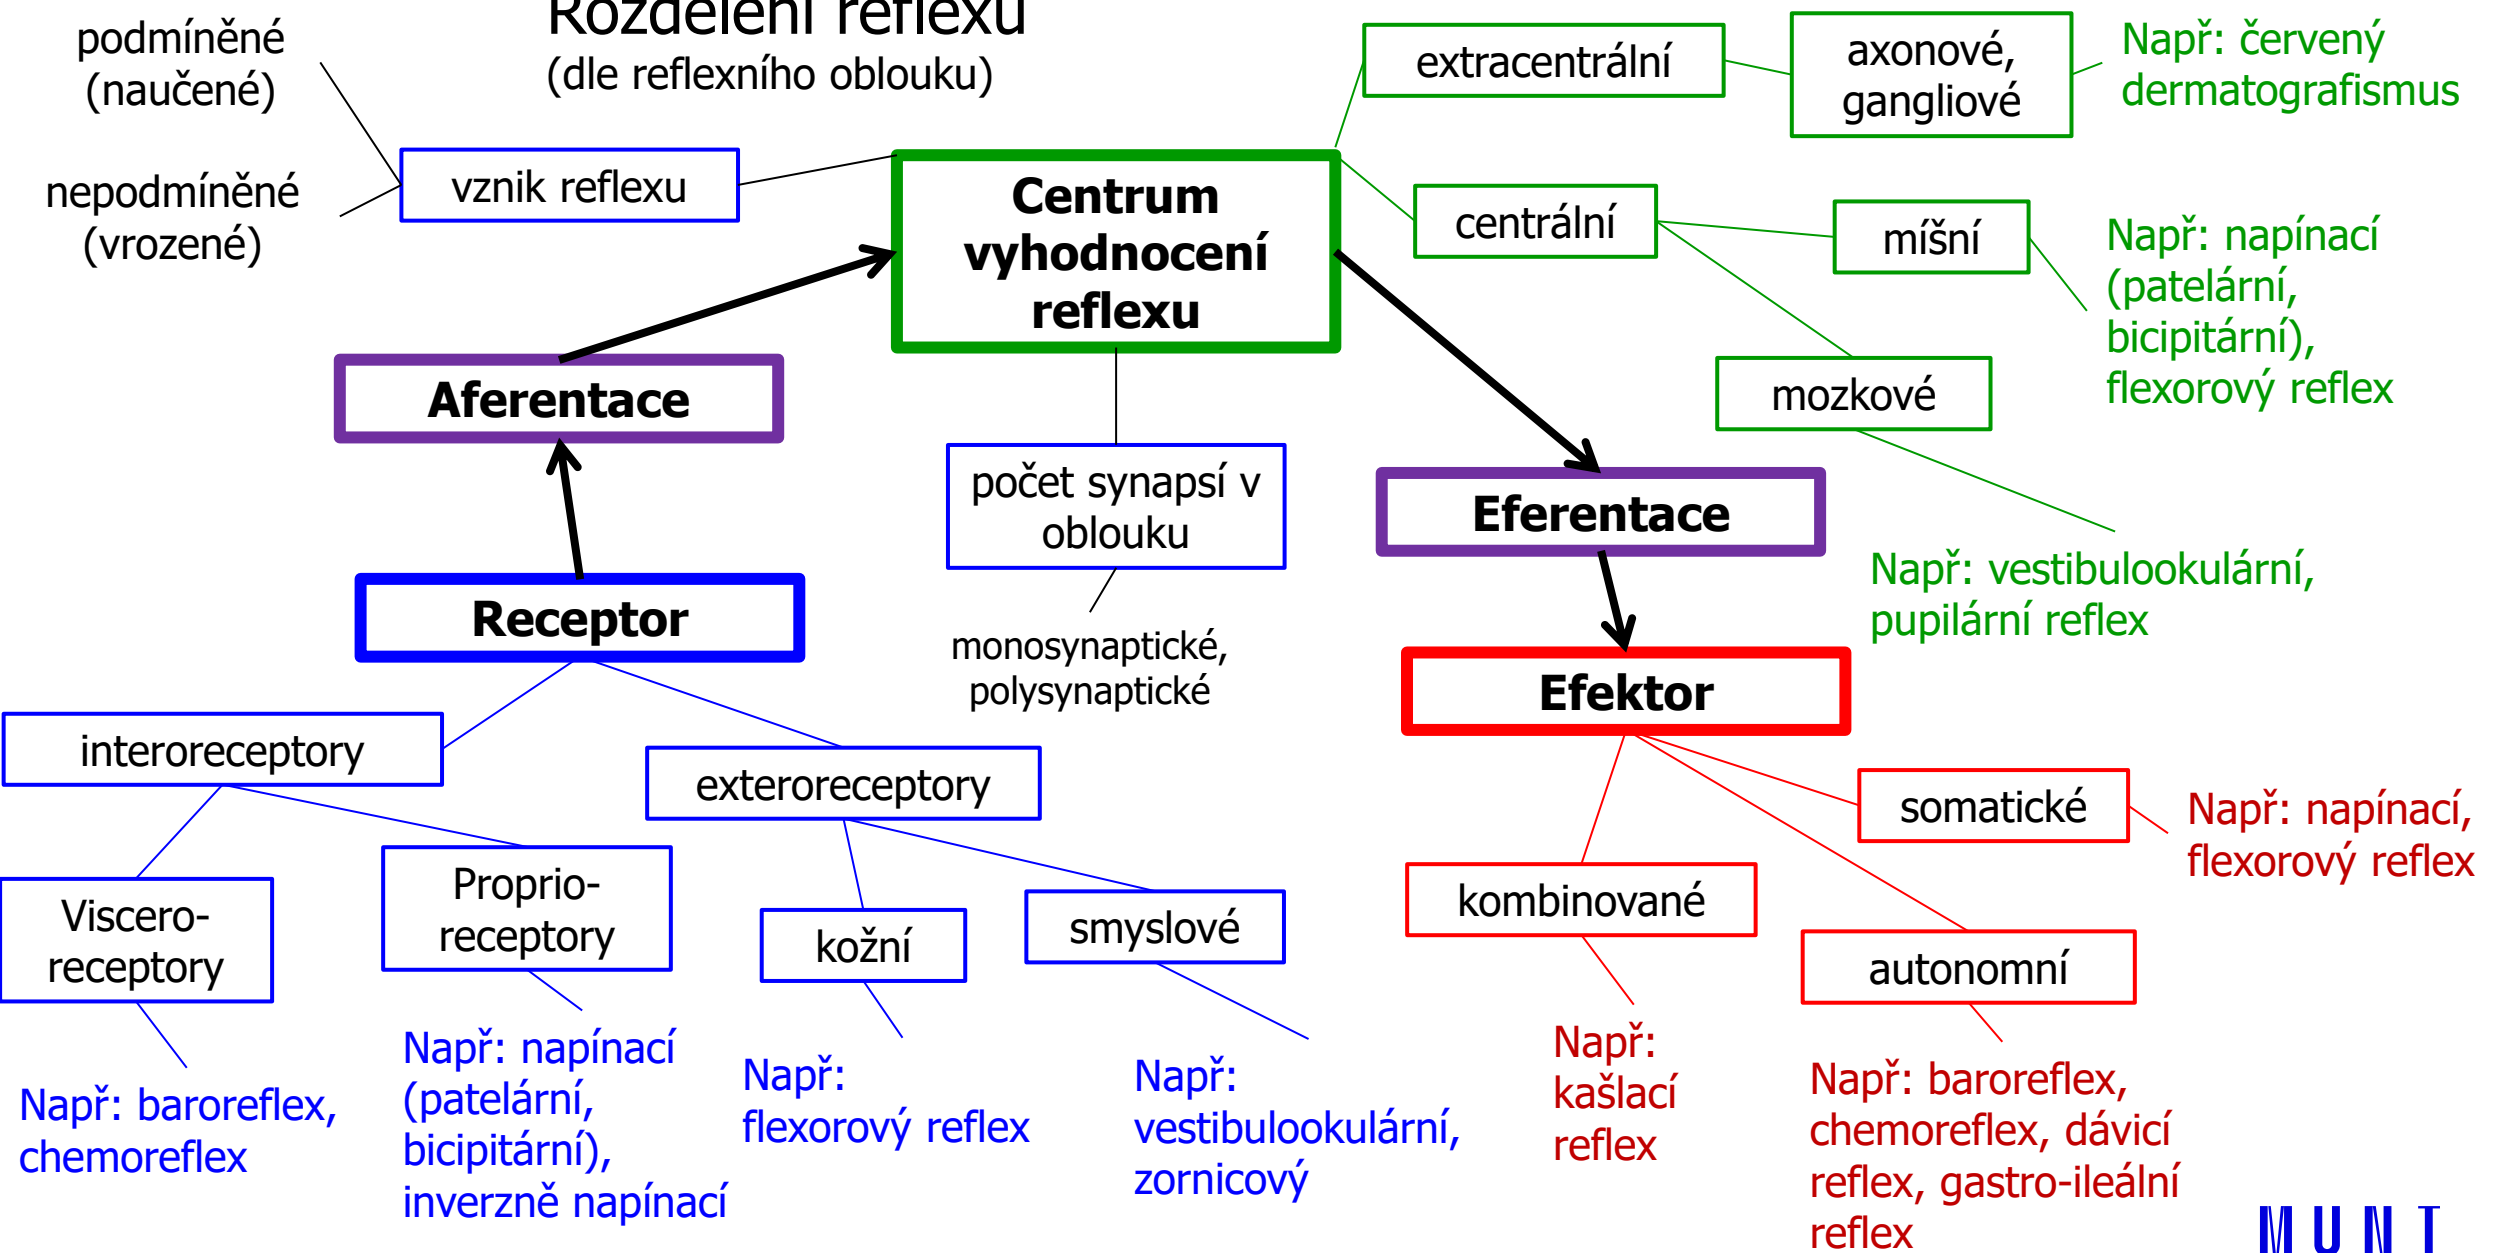 Rozdělení reflexů
(dle reflexního oblouku)
podmíněné
(naučené)
nepodmíněné
(vrozené)
vznik reflexu
Centrum
vyhodnocení
reflexu
extracentrální
axonové,
gangliové
Např: červený
dermatografismus
centrální
míšní
Např: napínací
(patelární,
bicipitární),
flexorový reflex
mozkové
Např: vestibulookulární,
pupilární reflex
Aferentace
počet synapsí v
oblouku
monosynaptické,
polysynaptické
Eferentace
Receptor
Efektor
interoreceptory
exteroreceptory
Viscero-
receptory
Proprio-
receptory
kožní
smyslové
Např: baroreflex,
chemoreflex
Např: napínací
(patelární,
bicipitární),
inverzně napínací
Např:
flexorový reflex
Např:
vestibulookulární,
zornicový
somatické
Např: napínací,
flexorový reflex
kombinované
autonomní
Např:
kašlací
reflex
Např: baroreflex,
chemoreflex, dávicí
reflex, gastro-ileální
reflex
MUNI